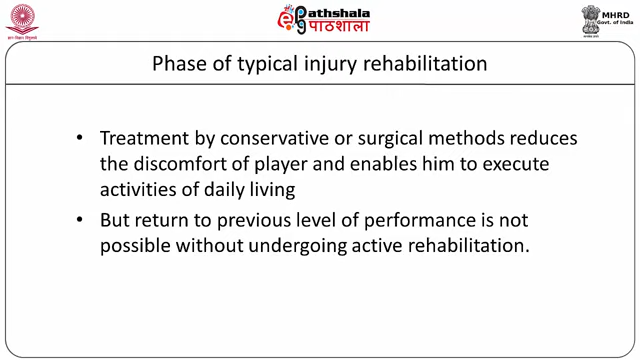 ePathshala
पाठशाला
MHRD
Govt. of India
Phase of typical injury rehabilitation
• Treatment by conservative or surgical methods reduces
the discomfort of player and enables him to execute
activities of daily living
• But return to previous level of performance is not
possible without undergoing active rehabilitation.